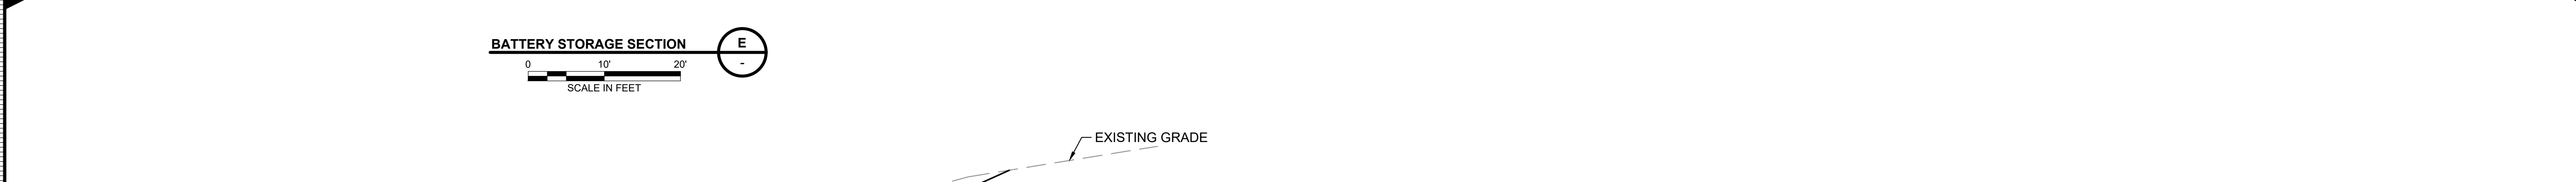 BATTERY STORAGE SECTION
E
-
0 10' 20'
SCALE IN FEET
EXISTING GRADE